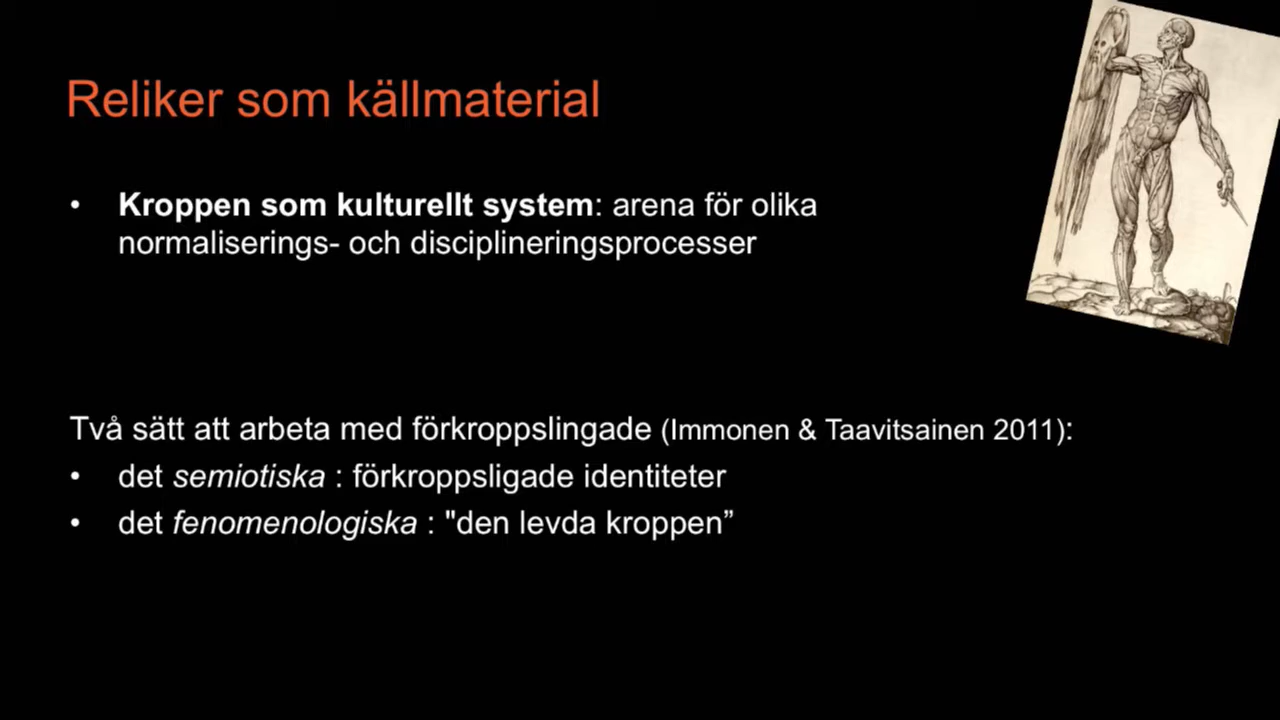 Reliker som källmaterial
• Kroppen som kulturellt system: arena för olika
normaliserings- och disciplineringsprocesser
Två sätt att arbeta med förkroppslingade (Immonen & Taavitsainen 2011):
• det semiotiska : förkroppsligade identiteter
• det fenomenologiska : "den levda kroppen”